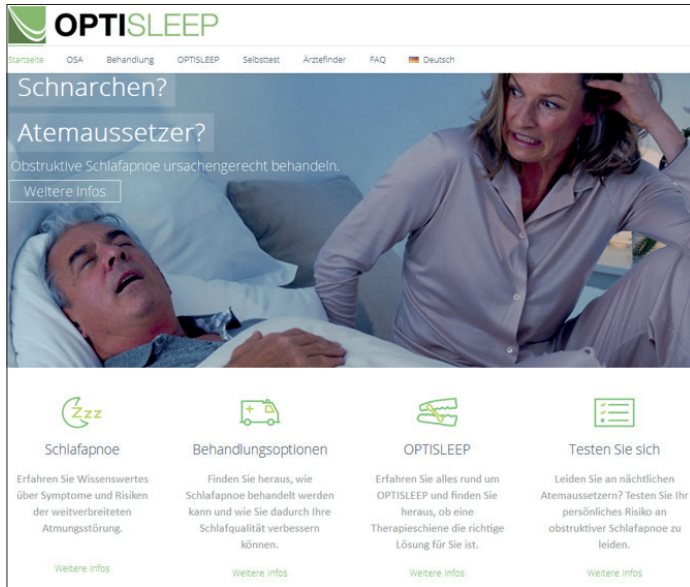 OPTISLEEP
Startseite OSA Behandlung OPTISLEEP Selbsttest Ärztefinder FAQ Deutsch
Schnarchen?
Atemaussetzer?
Obstruktive Schlafapnoe ursachengerecht behandeln.
Weitere Infos
Zzz
Schlafapnoe
Erfahren Sie Wissenswertes
über Symptome und Risiken
der weitverbreiteten
Atmungsstörung.
Weitere Infos
Behandlungsoptionen
Finden Sie heraus, wie
Schlafapnoe behandelt werden
kann und wie Sie dadurch Ihre
Schlafqualität verbessern
können.
Weitere Infos
OPTISLEEP
Erfahren Sie alles rund um
OPTISLEEP und finden Sie
heraus, ob eine
Therapieschiene die richtige
Lösung für Sie ist.
Weitere Infos
Testen Sie sich
Leiden Sie an nächtlichen
Atemaussetzern? Testen Sie Ihr
persönliches Risiko an
obstruktiver Schlafapnoe zu
leiden.
Weitere Infos